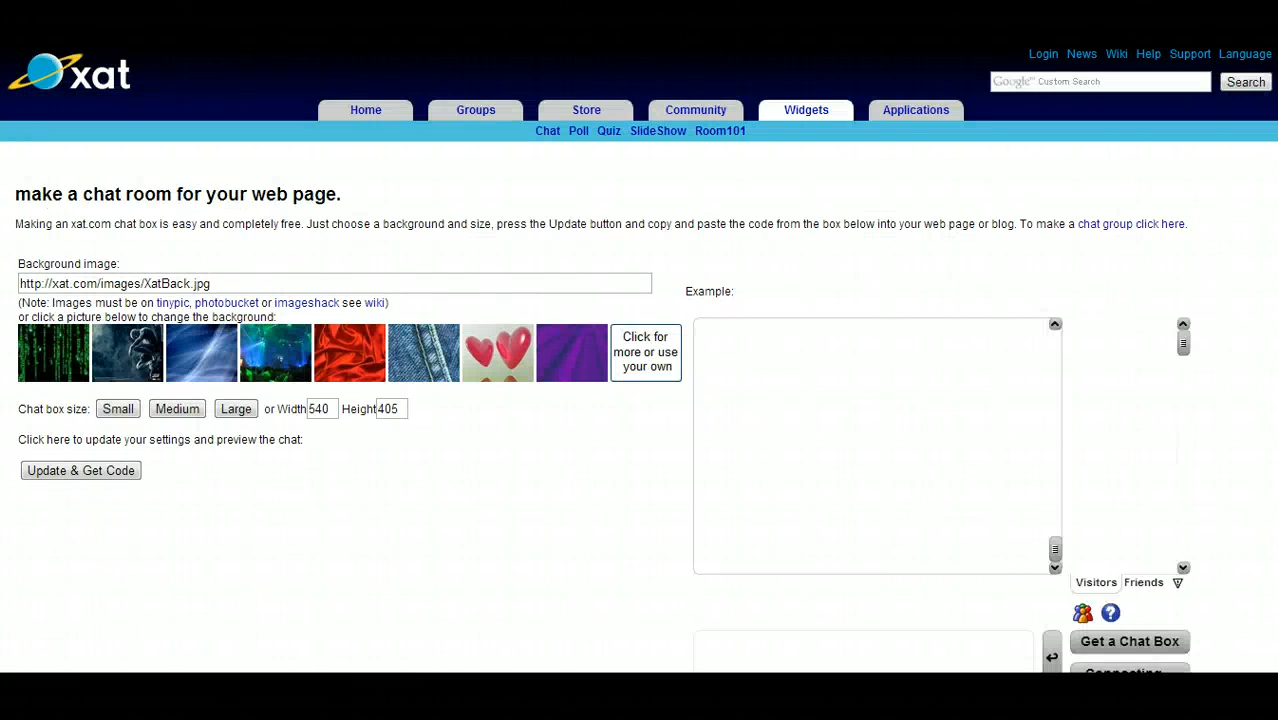 xat
Login News Wiki Help Support Language
Google™ Custom Search
Search
Home Groups Store Community Widgets Applications
Chat Poll Quiz SlideShow Room101
make a chat room for your web page.
Making an xat.com chat box is easy and completely free. Just choose a background and size, press the Update button and copy and paste the code from the box below into your web page or blog. To make a chat group click here.
Background image:
http://xat.com/images/XatBack.jpg
(Note: Images must be on tinypic, photobucket or imageshack see wiki)
or click a picture below to change the background:
Click for
more or use
your own
Chat box size: Small Medium Large or Width 540 Height 405
Click here to update your settings and preview the chat:
Update & Get Code
Example:
Visitors Friends
Get a Chat Box
Connecting